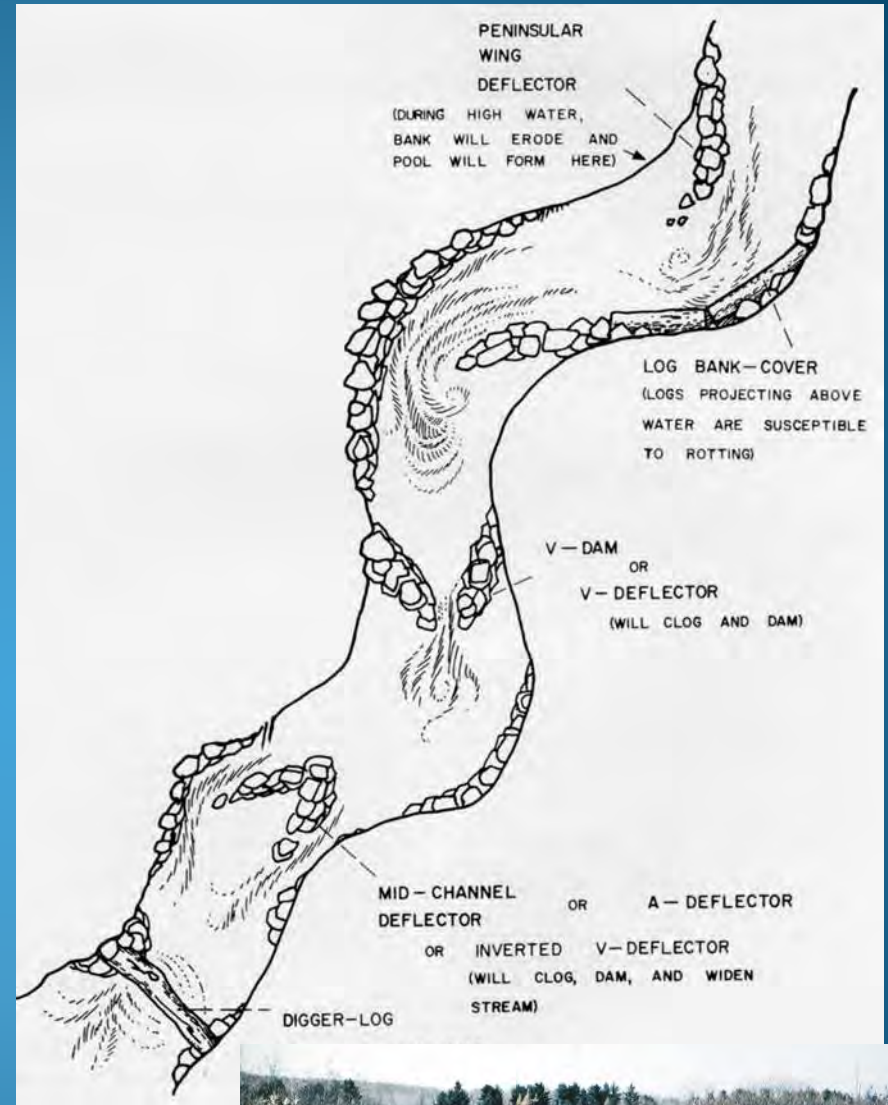 PENINSULAR
WING
DEFLECTOR
(DURING HIGH WATER,
BANK WILL ERODE AND
POOL WILL FORM HERE)
LOG BANK-COVER
(LOGS PROJECTING ABOVE
WATER ARE SUSCEPTIBLE
TO ROTTING)
V-DAM
OR
V-DEFLECTOR
(WILL CLOG AND DAM)
MID-CHANNEL
DEFLECTOR OR A-DEFLECTOR
OR INVERTED V-DEFLECTOR
(WILL CLOG, DAM, AND WIDEN
STREAM)
DIGGER-LOG